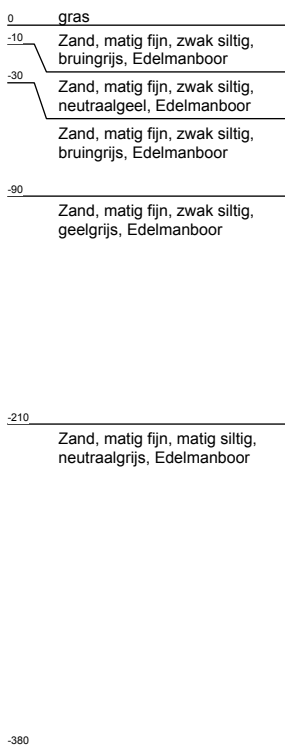 0 gras
-10 Zand, matig fijn, zwak siltig,
bruingrijs, Edelmanboor
-30 Zand, matig fijn, zwak siltig,
neutraalgeel, Edelmanboor
Zand, matig fijn, zwak siltig,
bruingrijs, Edelmanboor
-90
Zand, matig fijn, zwak siltig,
geelgrijs, Edelmanboor
-210
Zand, matig fijn, matig siltig,
neutraalgrijs, Edelmanboor
-380